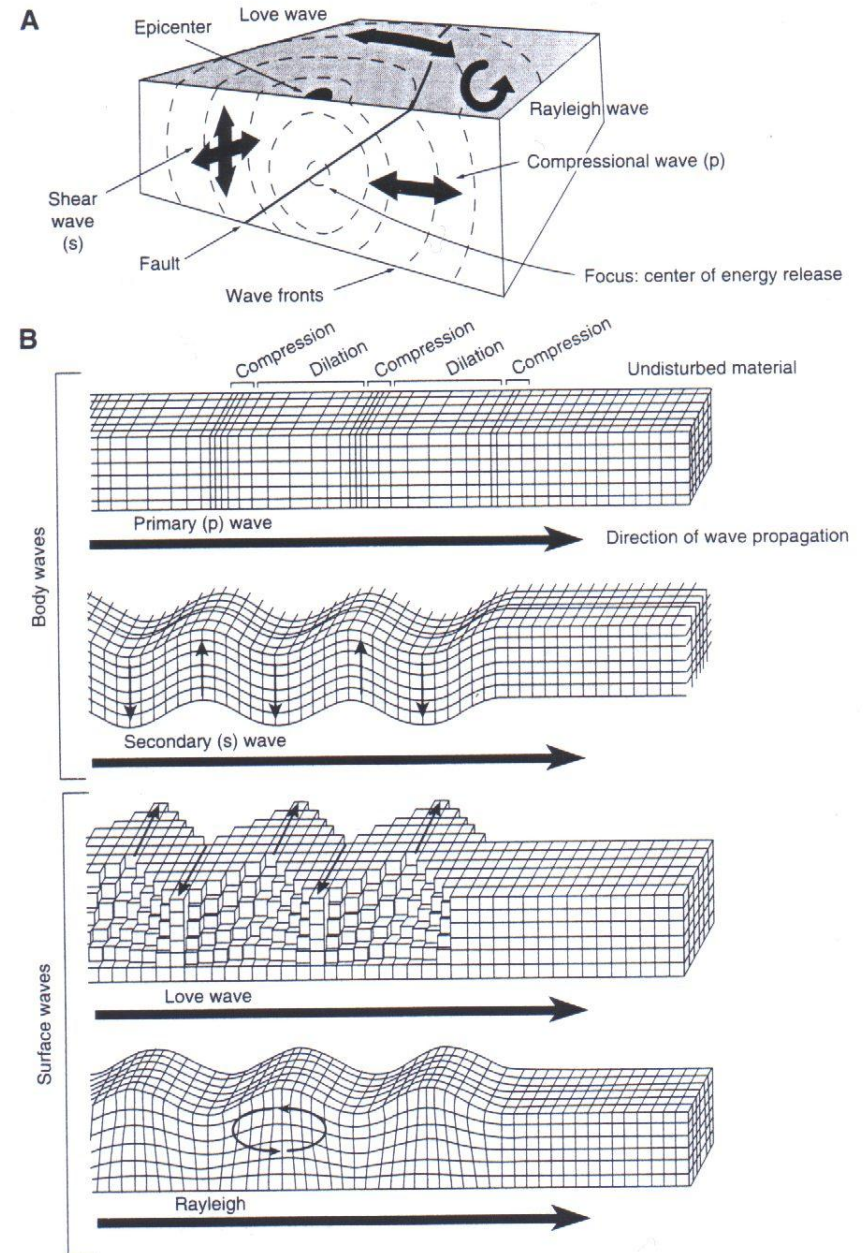 A
Love wave
Epicenter
Rayleigh wave
Compressional wave (p)
Shear
wave
(s)
Fault
Wave fronts
Focus: center of energy release
B
Compression
Dilation
Compression
Dilation
Compression
Undisturbed material
Primary (p) wave
Direction of wave propagation
Body waves
Secondary (s) wave
Love wave
Surface waves
Rayleigh